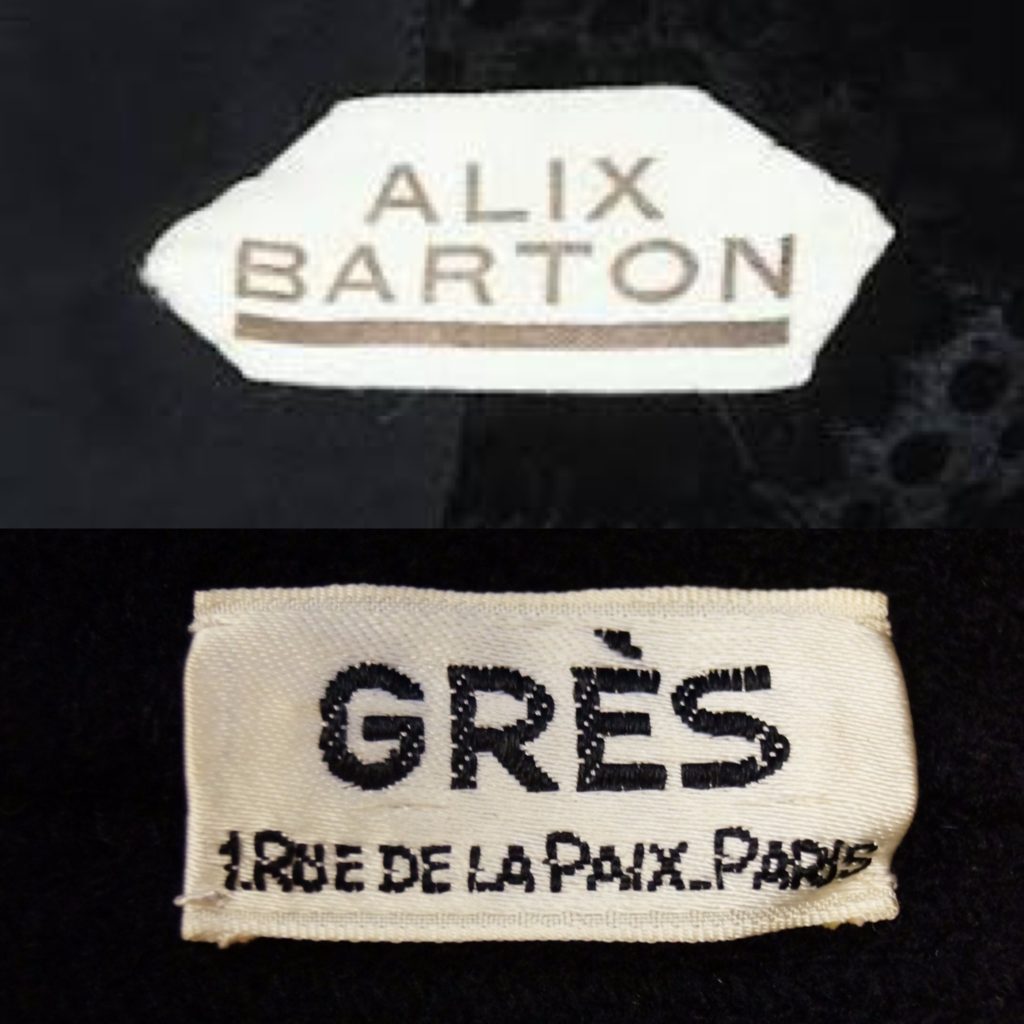 ALIX
BARTON
GRÈS
1.RUE DE LA PAIX_PARIS